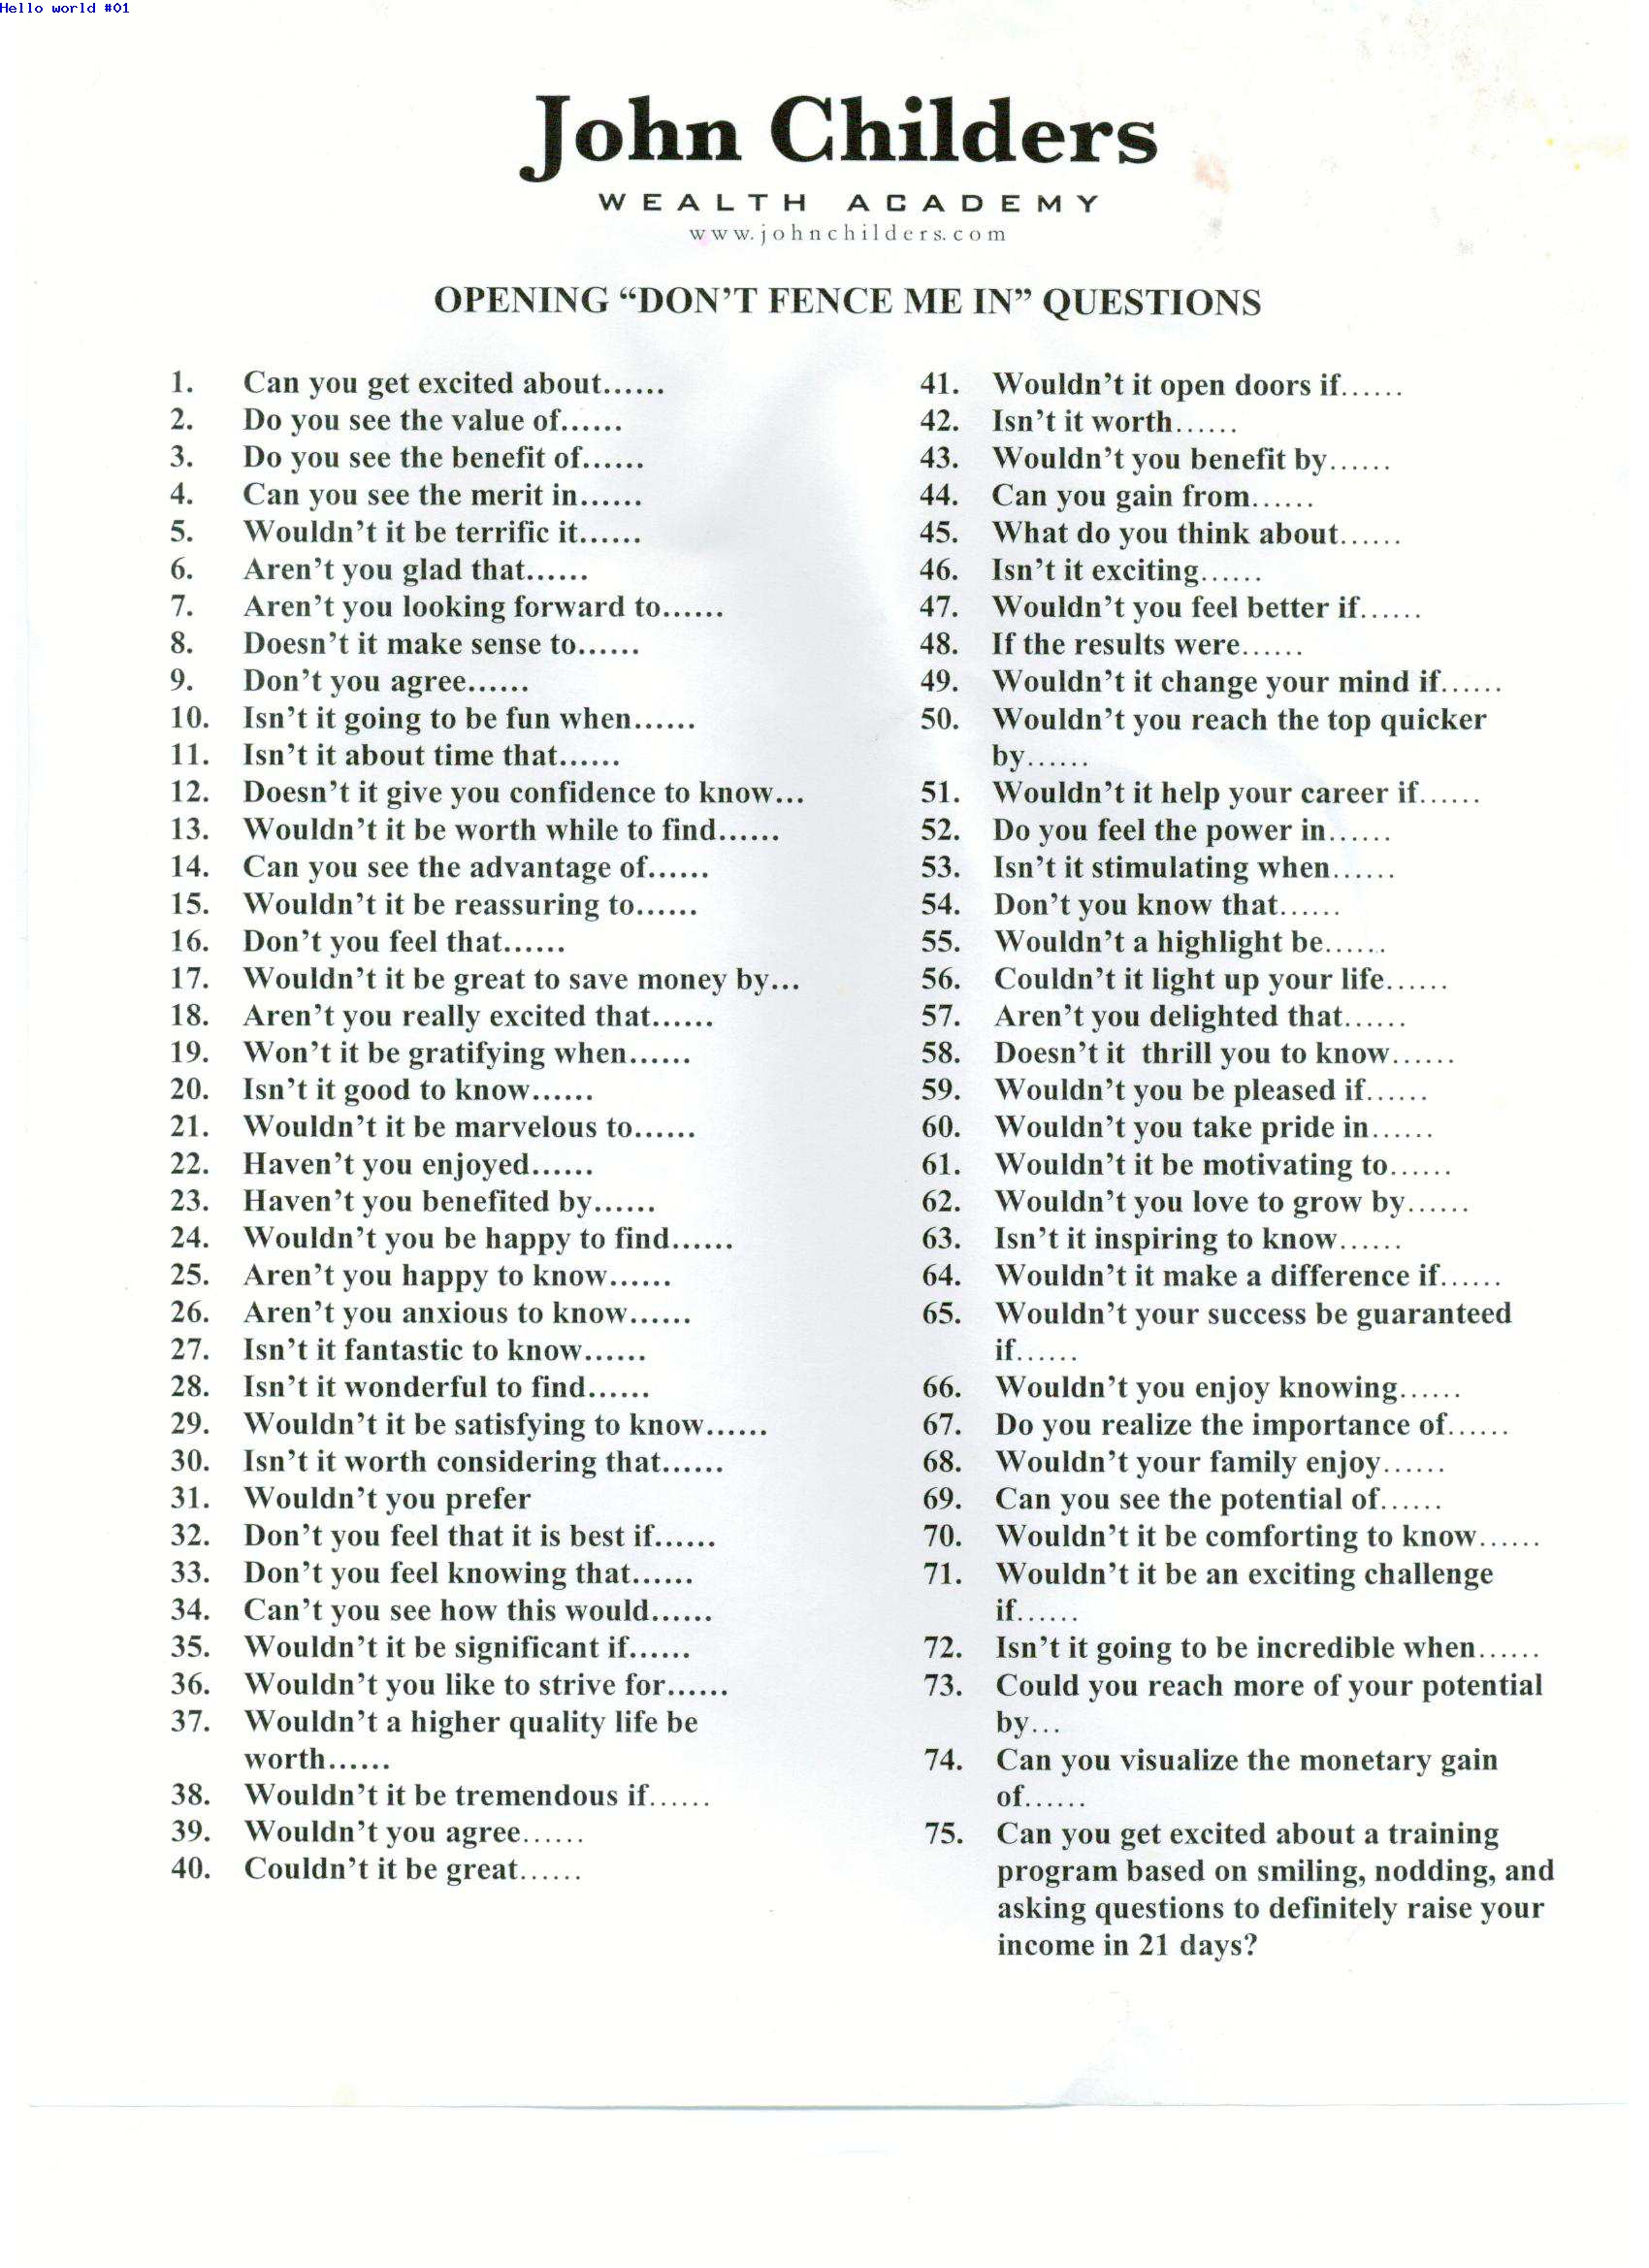 Hello world #01
John Childers
WEALTH ACADEMY
www.johnchilders.com
OPENING “DON’T FENCE ME IN” QUESTIONS
1. Can you get excited about......
2. Do you see the value of......
3. Do you see the benefit of......
4. Can you see the merit in......
5. Wouldn’t it be terrific it......
6. Aren’t you glad that......
7. Aren’t you looking forward to......
8. Doesn’t it make sense to......
9. Don’t you agree......
10. Isn’t it going to be fun when......
11. Isn’t it about time that......
12. Doesn’t it give you confidence to know...
13. Wouldn’t it be worth while to find......
14. Can you see the advantage of......
15. Wouldn’t it be reassuring to......
16. Don’t you feel that......
17. Wouldn’t it be great to save money by...
18. Aren’t you really excited that......
19. Won’t it be gratifying when......
20. Isn’t it good to know......
21. Wouldn’t it be marvelous to......
22. Haven’t you enjoyed......
23. Haven’t you benefited by......
24. Wouldn’t you be happy to find......
25. Aren’t you happy to know......
26. Aren’t you anxious to know......
27. Isn’t it fantastic to know......
28. Isn’t it wonderful to find......
29. Wouldn’t it be satisfying to know......
30. Isn’t it worth considering that......
31. Wouldn’t you prefer
32. Don’t you feel that it is best if......
33. Don’t you feel knowing that......
34. Can’t you see how this would......
35. Wouldn’t it be significant if......
36. Wouldn’t you like to strive for......
37. Wouldn’t a higher quality life be
worth......
38. Wouldn’t it be tremendous if......
39. Wouldn’t you agree......
40. Couldn’t it be great......
41. Wouldn’t it open doors if......
42. Isn’t it worth......
43. Wouldn’t you benefit by......
44. Can you gain from......
45. What do you think about......
46. Isn’t it exciting......
47. Wouldn’t you feel better if......
48. If the results were......
49. Wouldn’t it change your mind if......
50. Wouldn’t you reach the top quicker
by......
51. Wouldn’t it help your career if......
52. Do you feel the power in......
53. Isn’t it stimulating when......
54. Don’t you know that......
55. Wouldn’t a highlight be......
56. Couldn’t it light up your life......
57. Aren’t you delighted that......
58. Doesn’t it thrill you to know......
59. Wouldn’t you be pleased if......
60. Wouldn’t you take pride in......
61. Wouldn’t it be motivating to......
62. Wouldn’t you love to grow by......
63. Isn’t it inspiring to know......
64. Wouldn’t it make a difference if......
65. Wouldn’t your success be guaranteed
if......
66. Wouldn’t you enjoy knowing......
67. Do you realize the importance of......
68. Wouldn’t your family enjoy......
69. Can you see the potential of......
70. Wouldn’t it be comforting to know......
71. Wouldn’t it be an exciting challenge
if......
72. Isn’t it going to be incredible when......
73. Could you reach more of your potential
by...
74. Can you visualize the monetary gain
of......
75. Can you get excited about a training
program based on smiling, nodding, and
asking questions to definitely raise your
income in 21 days?